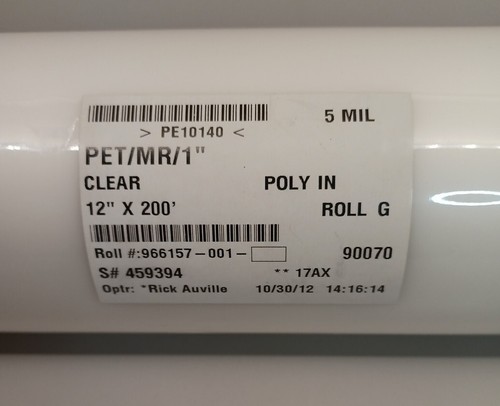 5 MIL
> PE10140 <
PET/MR/1"
CLEAR POLY IN
12" X 200' ROLL G
Roll #:966157-001- 90070
S# 459394 ** 17AX
Optr: *Rick Auville 10/30/12 14:16:14